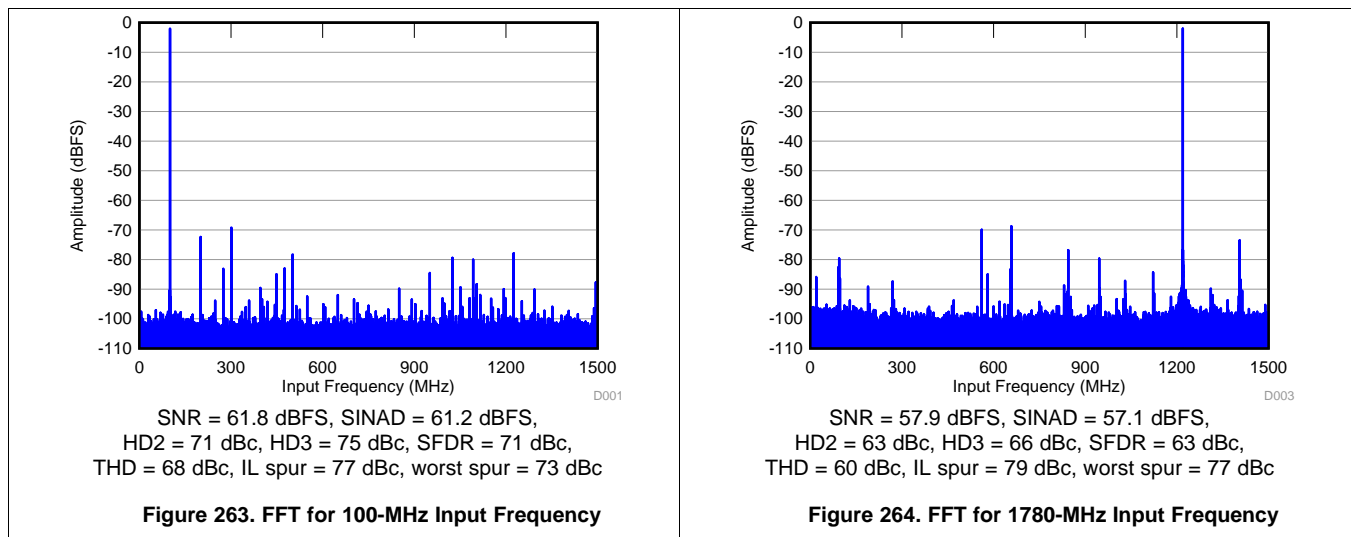 0
-10
-20
-30
-40
-50
-60
-70
-80
-90
-100
-110
Amplitude (dBFS)
0 300 600 900 1200 1500
Input Frequency (MHz)
D001
SNR = 61.8 dBFS, SINAD = 61.2 dBFS,
HD2 = 71 dBc, HD3 = 75 dBc, SFDR = 71 dBc,
THD = 68 dBc, IL spur = 77 dBc, worst spur = 73 dBc
Figure 263. FFT for 100-MHz Input Frequency
0
-10
-20
-30
-40
-50
-60
-70
-80
-90
-100
-110
Amplitude (dBFS)
0 300 600 900 1200 1500
Input Frequency (MHz)
D003
SNR = 57.9 dBFS, SINAD = 57.1 dBFS,
HD2 = 63 dBc, HD3 = 66 dBc, SFDR = 63 dBc,
THD = 60 dBc, IL spur = 79 dBc, worst spur = 77 dBc
Figure 264. FFT for 1780-MHz Input Frequency